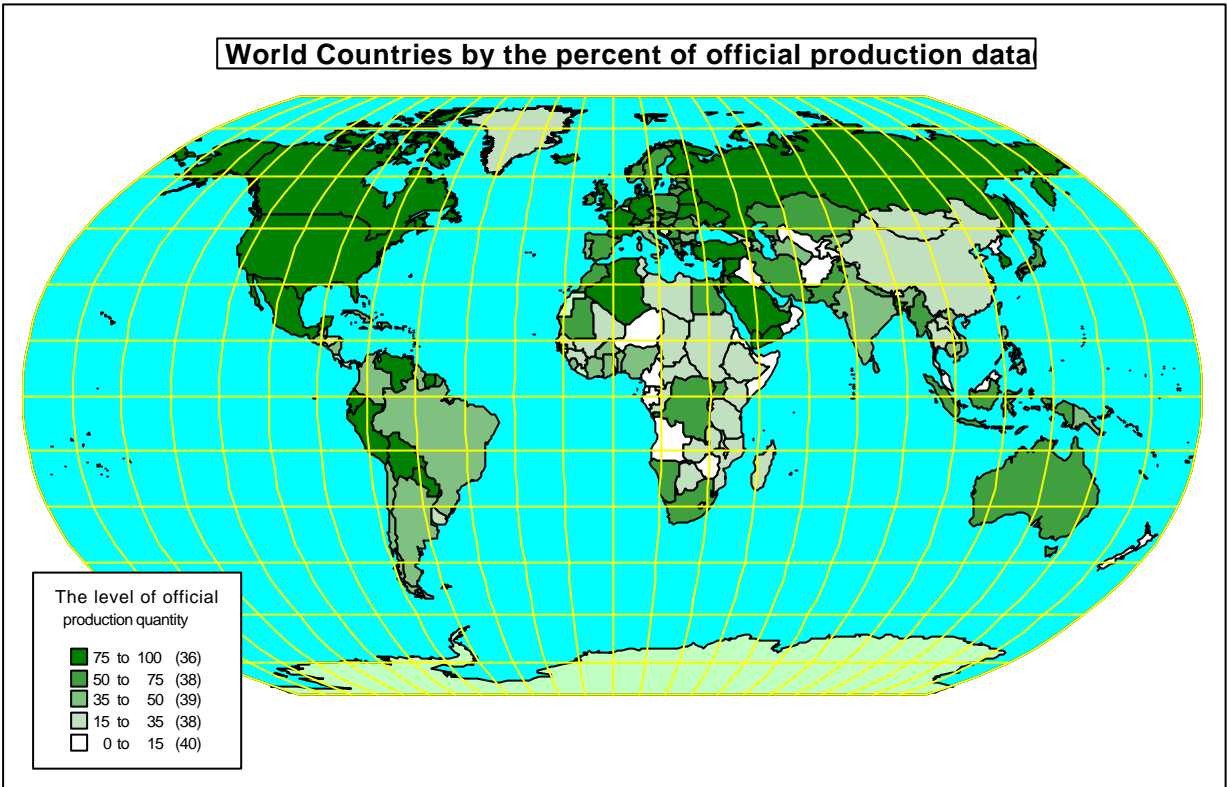 World Countries by the percent of official production data
The level of official
production quantity
75 to 100 (36)
50 to 75 (38)
35 to 50 (39)
15 to 35 (38)
0 to 15 (40)